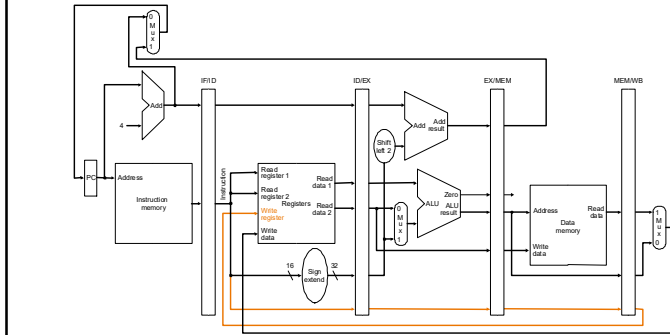 0
M
u
x
1
IF/ID
ID/EX
EX/MEM
MEM/WB
Add
4
Add
Add
result
Shift
left 2
PC
Address
Instruction
memory
Instruction
Read
register 1
Read
register 2
Registers
Write
register
Write
data
Read
data 1
Read
data 2
0
M
u
x
1
Zero
ALU
ALU
result
Address
Data
memory
Write
data
Read
data
1
M
u
x
0
16
Sign
extend
32